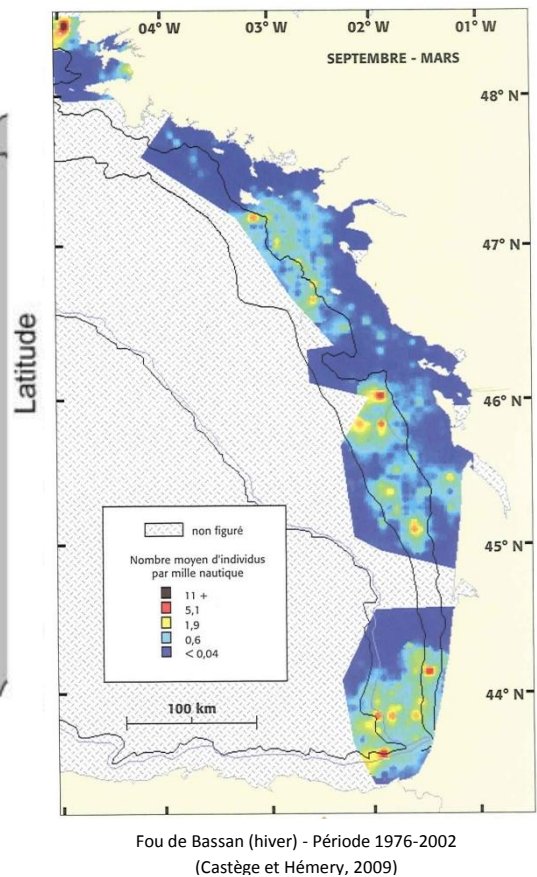 04° W
03° W
02° W
01° W
SEPTEMBRE - MARS
48° N
47° N
Latitude
46° N
non figuré
Nombre moyen d'individus
par mille nautique
11 +
5,1
1,9
0,6
< 0,04
45° N
100 km
44° N
Fou de Bassan (hiver) - Période 1976-2002
(Castège et Hémery, 2009)